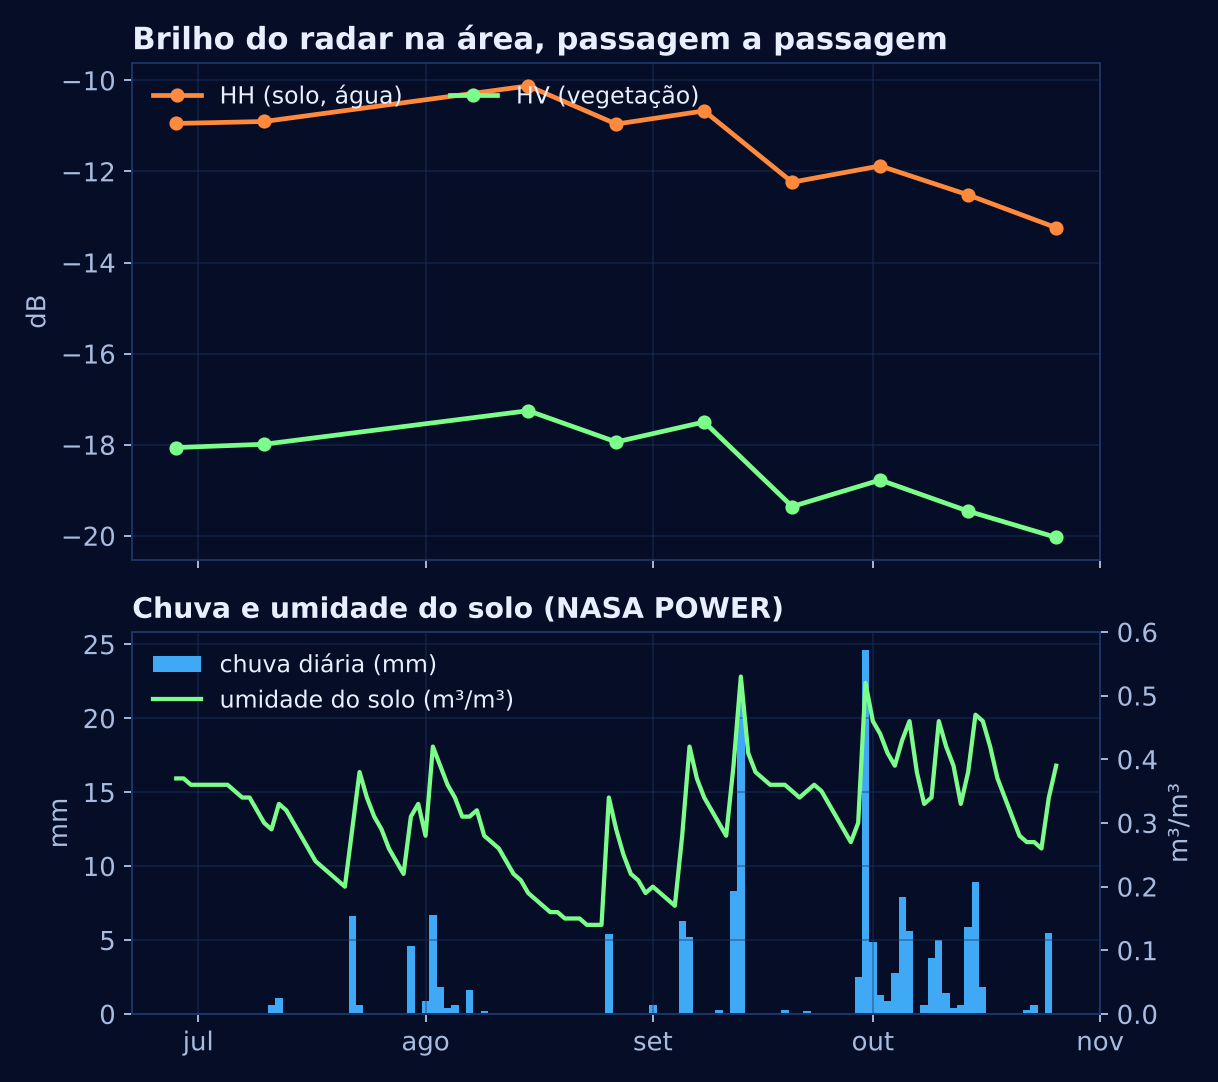 Brilho do radar na área, passagem a passagem
−10
−12
−14
−16
−18
−20
dB
HH (solo, água)
HV (vegetação)
Chuva e umidade do solo (NASA POWER)
25
20
15
10
5
0
mm
chuva diária (mm)
umidade do solo (m³/m³)
0.6
0.5
0.4
0.3
0.2
0.1
0.0
m³/m³
jul
ago
set
out
nov